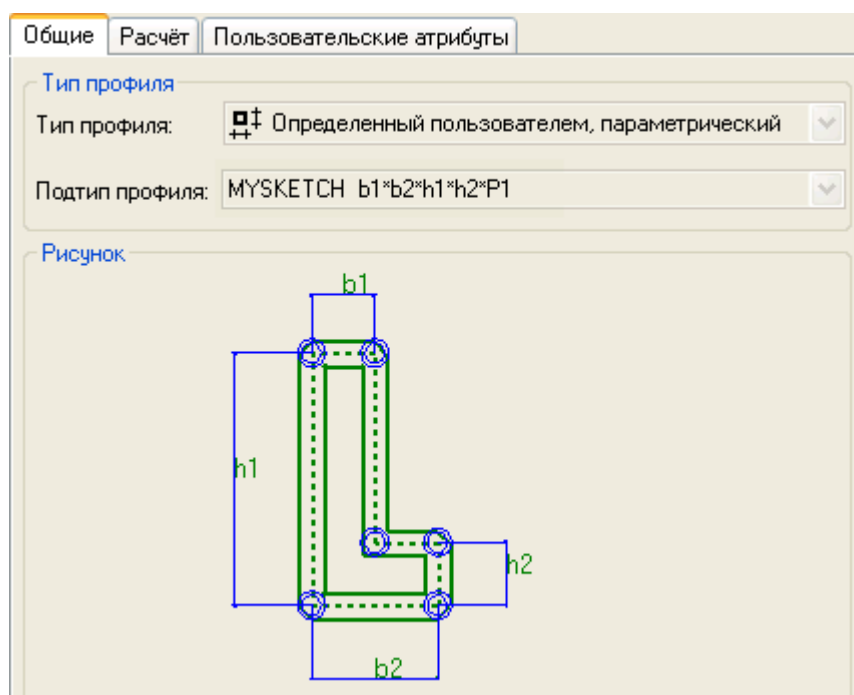 Общие Расчёт Пользовательские атрибуты
Тип профиля
Тип профиля: Определенный пользователем, параметрический
Подтип профиля: MYSKETCH b1*b2*h1*h2*P1
Рисунок
b1
h1
h2
b2